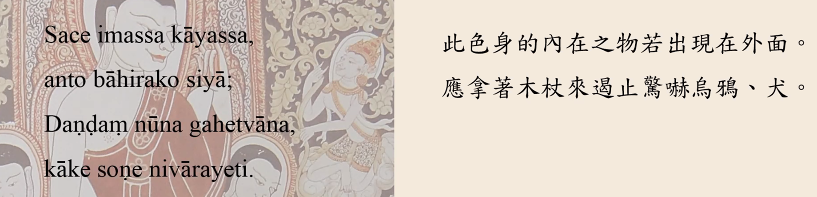 Sace imassa kāyassa,
anto bāhirako siyā;
Daṇḍaṃ nūna gahetvāna,
kāke soṇe nivārayeti.
此色身的內在之物若出現在外面。
應拿著木杖來遏止驚嚇烏鴉、犬。